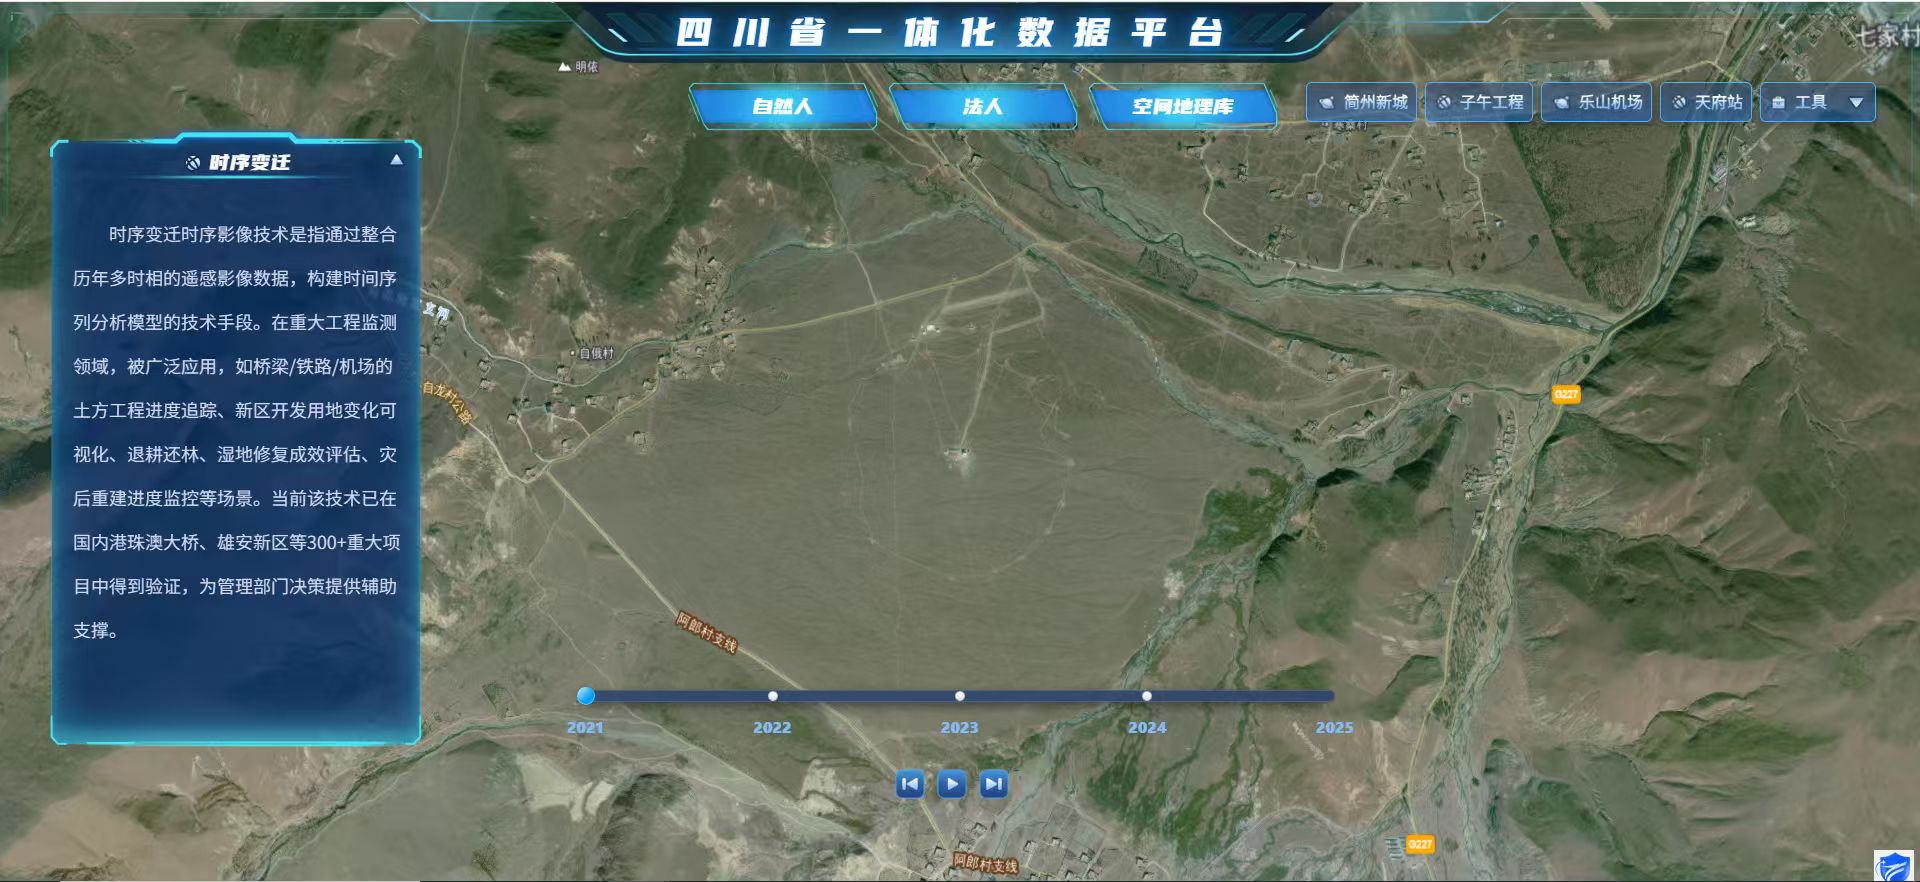 四川省一体化数据平台
七家村
明依
自然人
法人
空间地理库
简州新城
子午工程
乐山机场
天府站
工具
时序变迁
时序变迁时序影像技术是指通过整合
历年多时相的遥感影像数据，构建时间序
列分析模型的技术手段。在重大工程监测
领域，被广泛应用，如桥梁/铁路/机场的
土方工程进度追踪、新区开发用地变化可
视化、退耕还林、湿地修复成效评估、灾
后重建进度监控等场景。当前该技术已在
国内港珠澳大桥、雄安新区等300+重大项
目中得到验证，为管理部门决策提供辅助
支撑。
自俄村
自龙村公路
G227
阿郎村支线
2021
2022
2023
2024
2025
阿郎村支线
G227